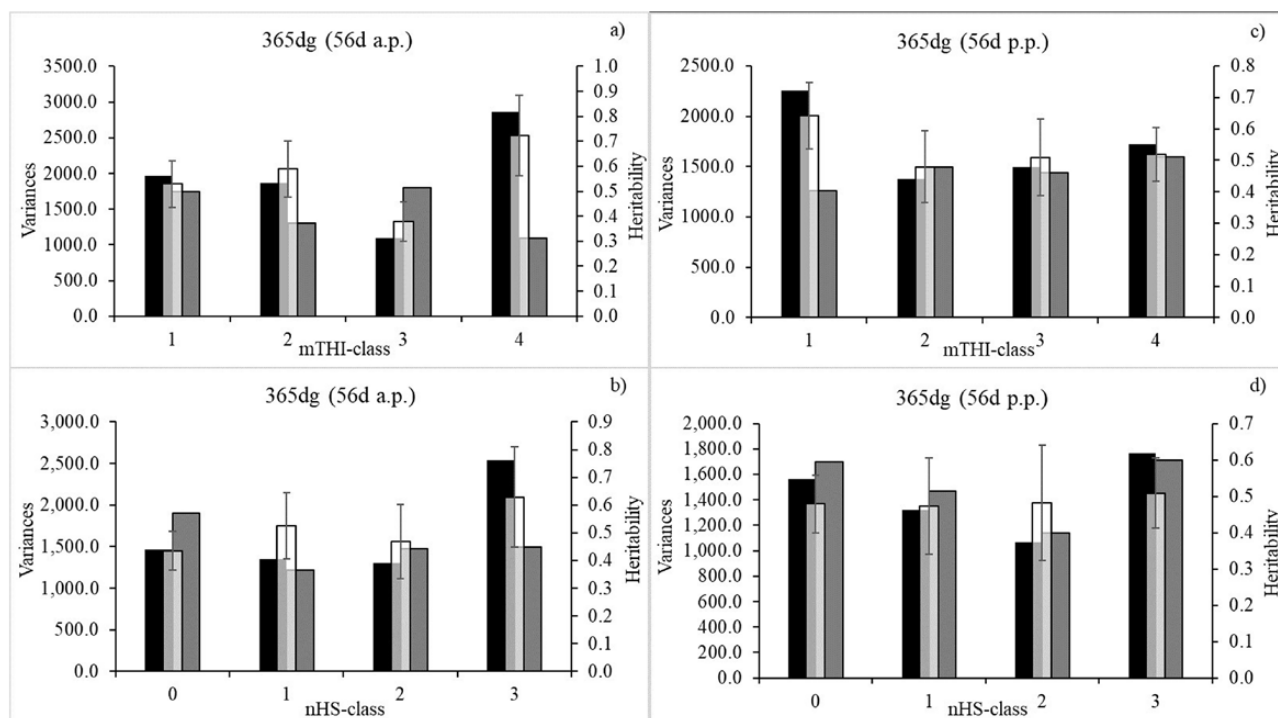 a)
365dg (56d a.p.)
3500.0
3000.0
2500.0
2000.0
1500.0
1000.0
500.0
0.0
Variances
1.0
0.9
0.8
0.7
0.6
0.5
0.4
0.3
0.2
0.1
0.0
Heritability
1 2 3 4
mTHI-class
c)
365dg (56d p.p.)
2500.0
2000.0
1500.0
1000.0
500.0
0.0
Variances
0.8
0.7
0.6
0.5
0.4
0.3
0.2
0.1
0.0
Heritability
1 2 3 4
mTHI-class
b)
365dg (56d a.p.)
3,000.0
2,500.0
2,000.0
1,500.0
1,000.0
500.0
0.0
Variances
0.9
0.8
0.7
0.6
0.5
0.4
0.3
0.2
0.1
0.0
Heritability
0 1 2 3
nHS-class
d)
365dg (56d p.p.)
2,000.0
1,800.0
1,600.0
1,400.0
1,200.0
1,000.0
800.0
600.0
400.0
200.0
0.0
Variances
0.7
0.6
0.5
0.4
0.3
0.2
0.1
0.0
Heritability
0 1 2 3
nHS-class